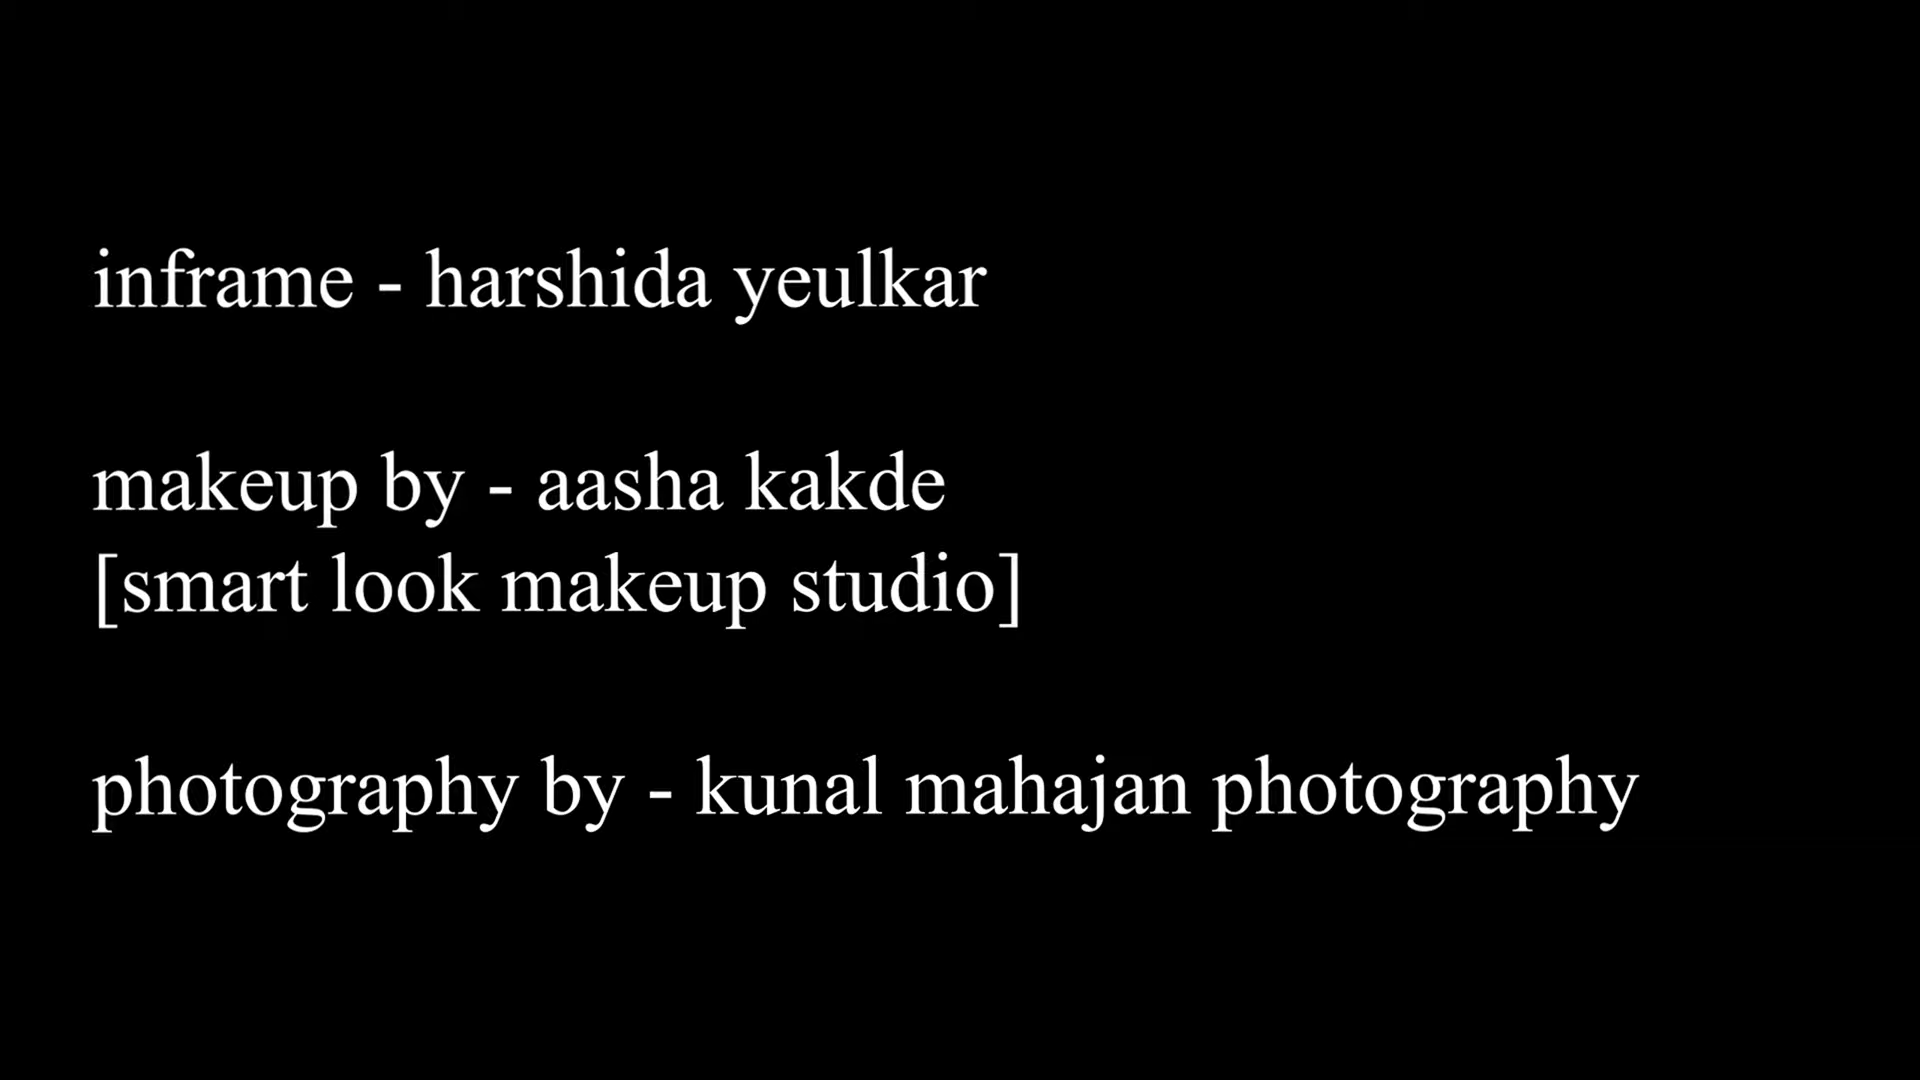 inframe - harshida yeulkar
makeup by - aasha kakde
[smart look makeup studio]
photography by - kunal mahajan photography